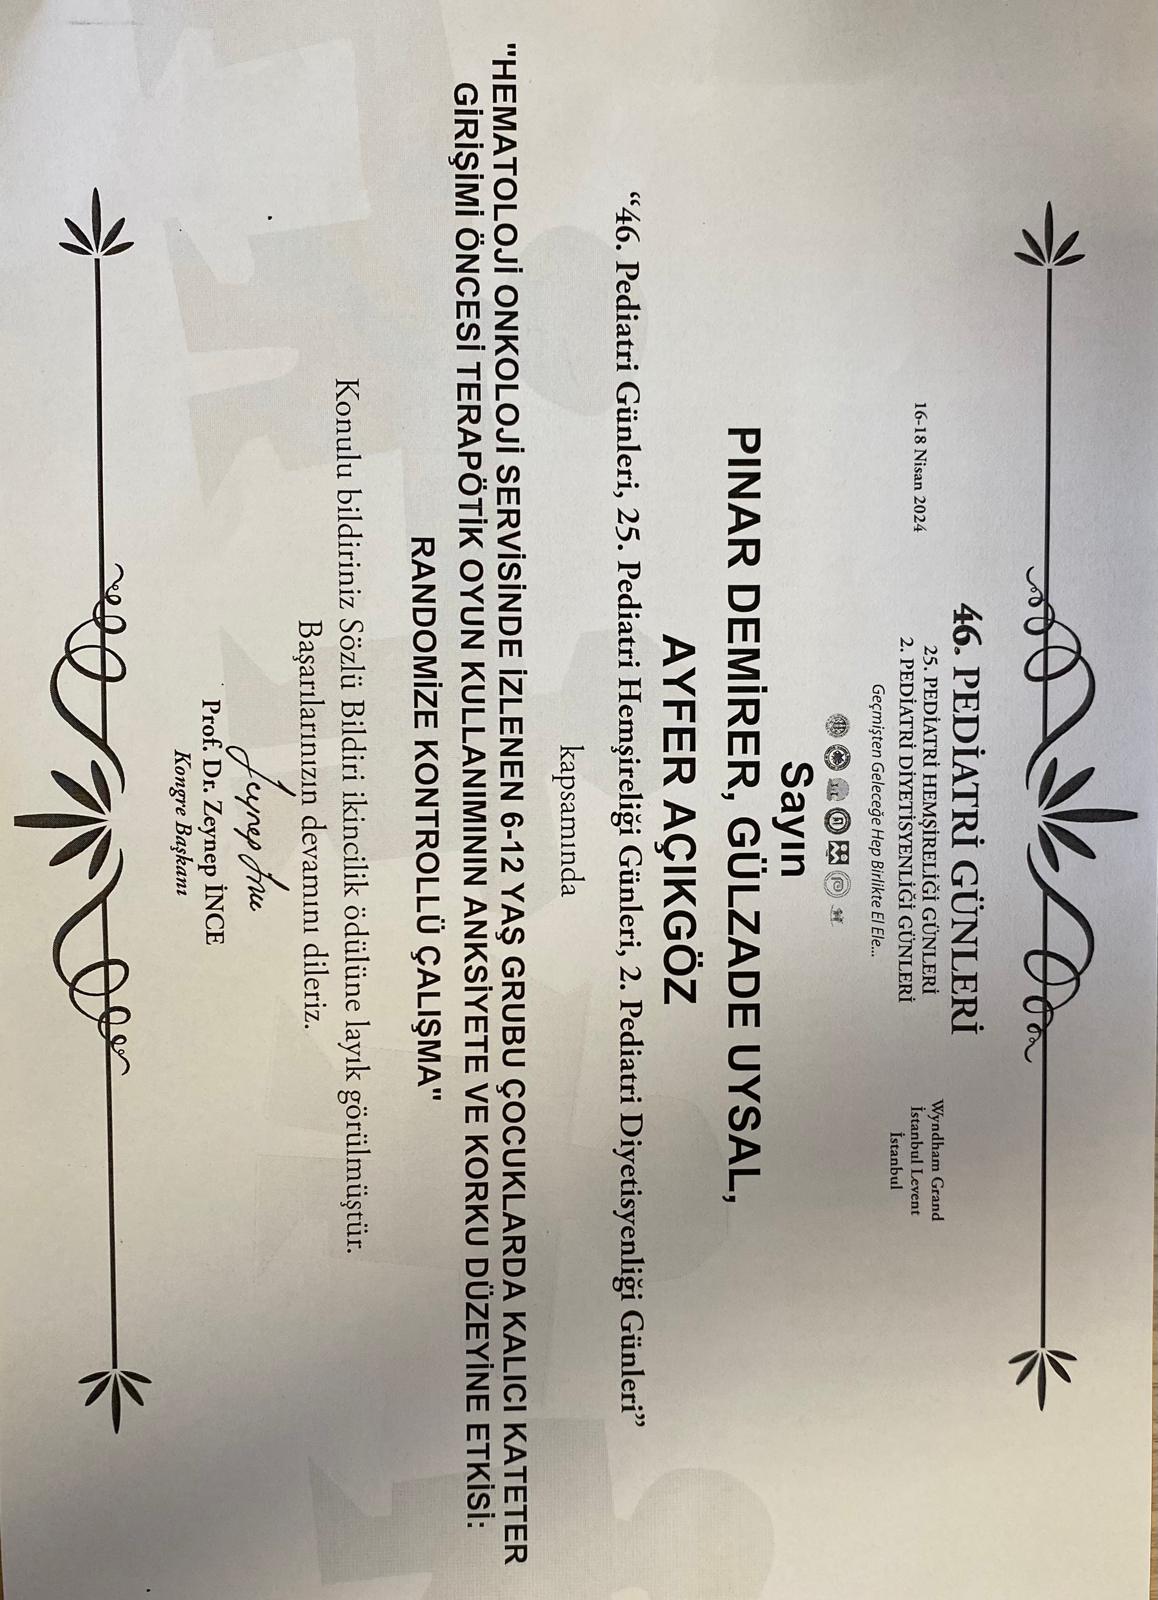 16-18 Nisan 2024
46. PEDİATRİ GÜNLERİ
25. PEDİATRİ HEMŞİRELİĞİ GÜNLERİ
2. PEDİATRİ DİYETİSYENLİĞİ GÜNLERİ
Geçmişten Geleceğe Hep Birlikte El Ele...
Wyndham Grand
İstanbul Levent
İstanbul
Sayın
PINAR DEMİRER, GÜLZADE UYSAL,
AYFER AÇIKGÖZ
“46. Pediatri Günleri, 25. Pediatri Hemşireliği Günleri, 2. Pediatri Diyetisyenliği Günleri”
kapsamında
"HEMATOLOJİ ONKOLOJİ SERVİSİNDE İZLENEN 6-12 YAŞ GRUBU ÇOCUKLARDA KALICI KATETER
GİRİŞİMİ ÖNCESİ TERAPÖTİK OYUN KULLANIMININ ANKSİYETE VE KORKU DÜZEYİNE ETKİSİ:
RANDOMİZE KONTROLLÜ ÇALIŞMA"
Konulu bildiriniz Sözlü Bildiri ikincilik ödülüne layık görülmüştür.
Başarılarınızın devamını dileriz.
Prof. Dr. Zeynep İNCE
Kongre Başkanı